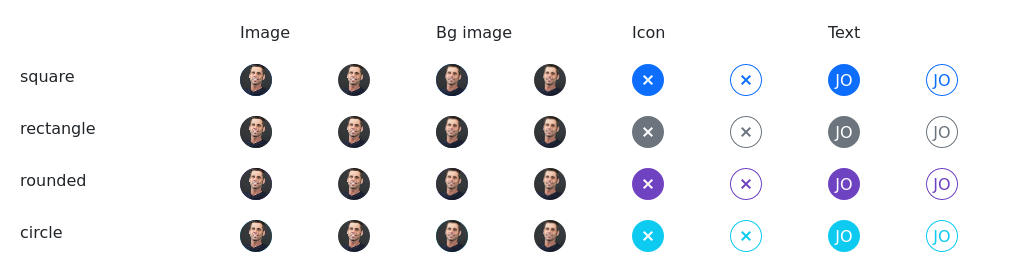 Image Bg image Icon Text
square JO JO
rectangle JO JO
rounded JO JO
circle JO JO